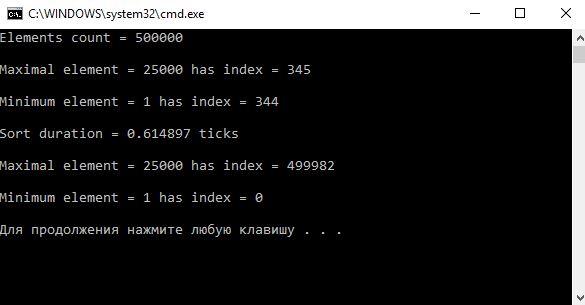 C:\WINDOWS\system32\cmd.exe
Elements count = 500000
Maximal element = 25000 has index = 345
Minimum element = 1 has index = 344
Sort duration = 0.614897 ticks
Maximal element = 25000 has index = 499982
Minimum element = 1 has index = 0
Для продолжения нажмите любую клавишу . . .